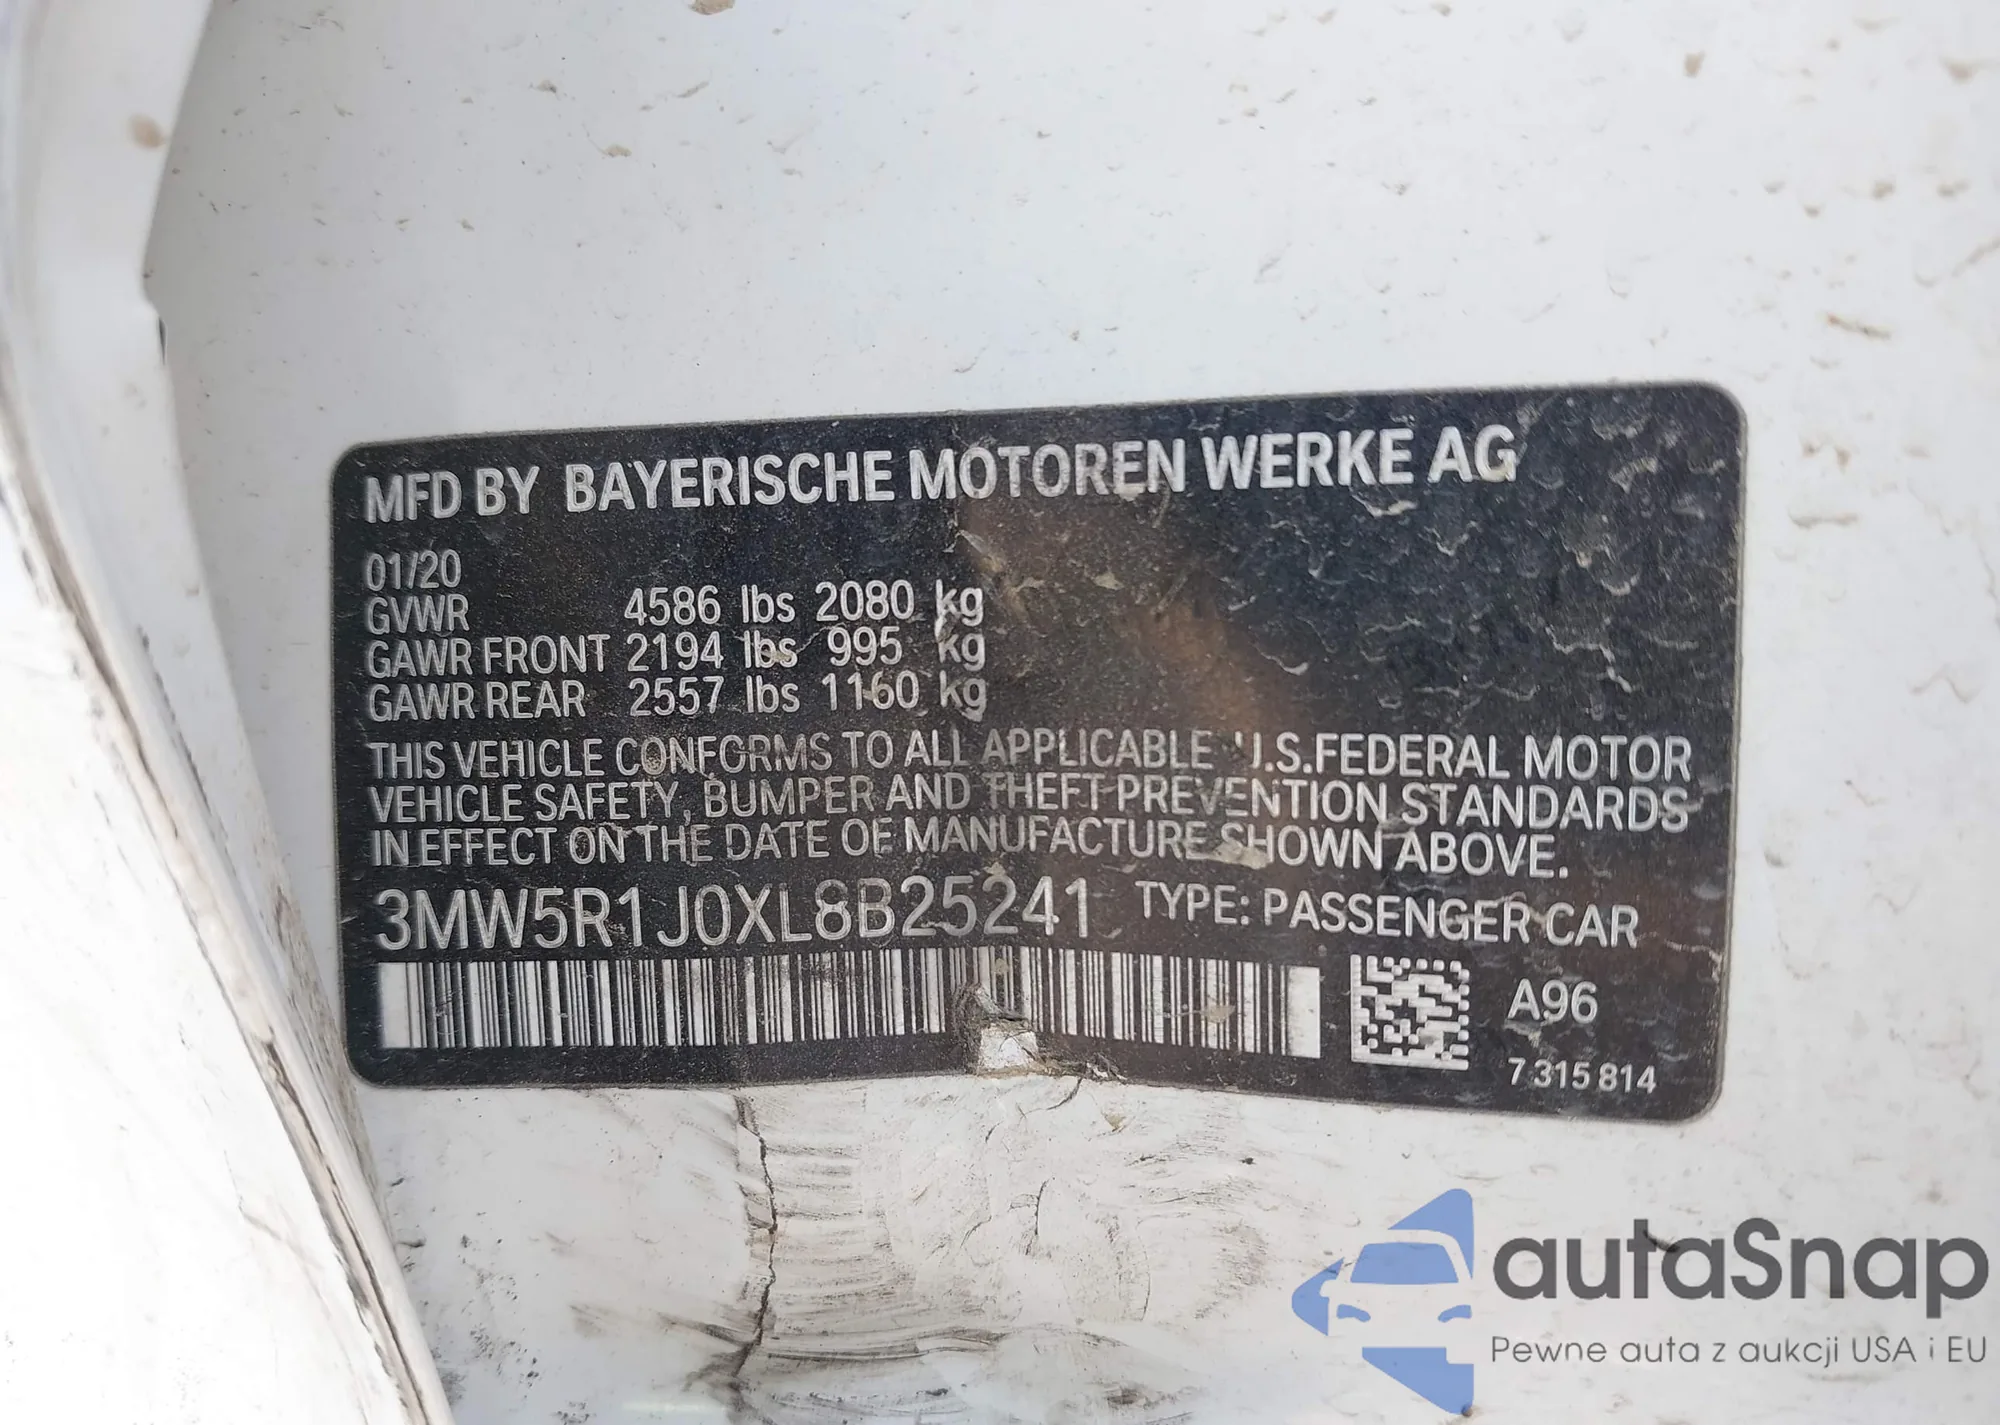 MFD BY BAYERISCHE MOTOREN WERKE AG
01/20
GVWR 4586 lbs 2080 kg
GAWR FRONT 2194 lbs 995 kg
GAWR REAR 2557 lbs 1160 kg
THIS VEHICLE CONFORMS TO ALL APPLICABLE U.S.FEDERAL MOTOR
VEHICLE SAFETY, BUMPER AND THEFT PREVENTION STANDARDS
IN EFFECT ON THE DATE OF MANUFACTURE SHOWN ABOVE.
3MW5R1J0XL8B25241 TYPE: PASSENGER CAR
A96
7 315 814
autaSnap
Pewne auta z aukcji USA i EU